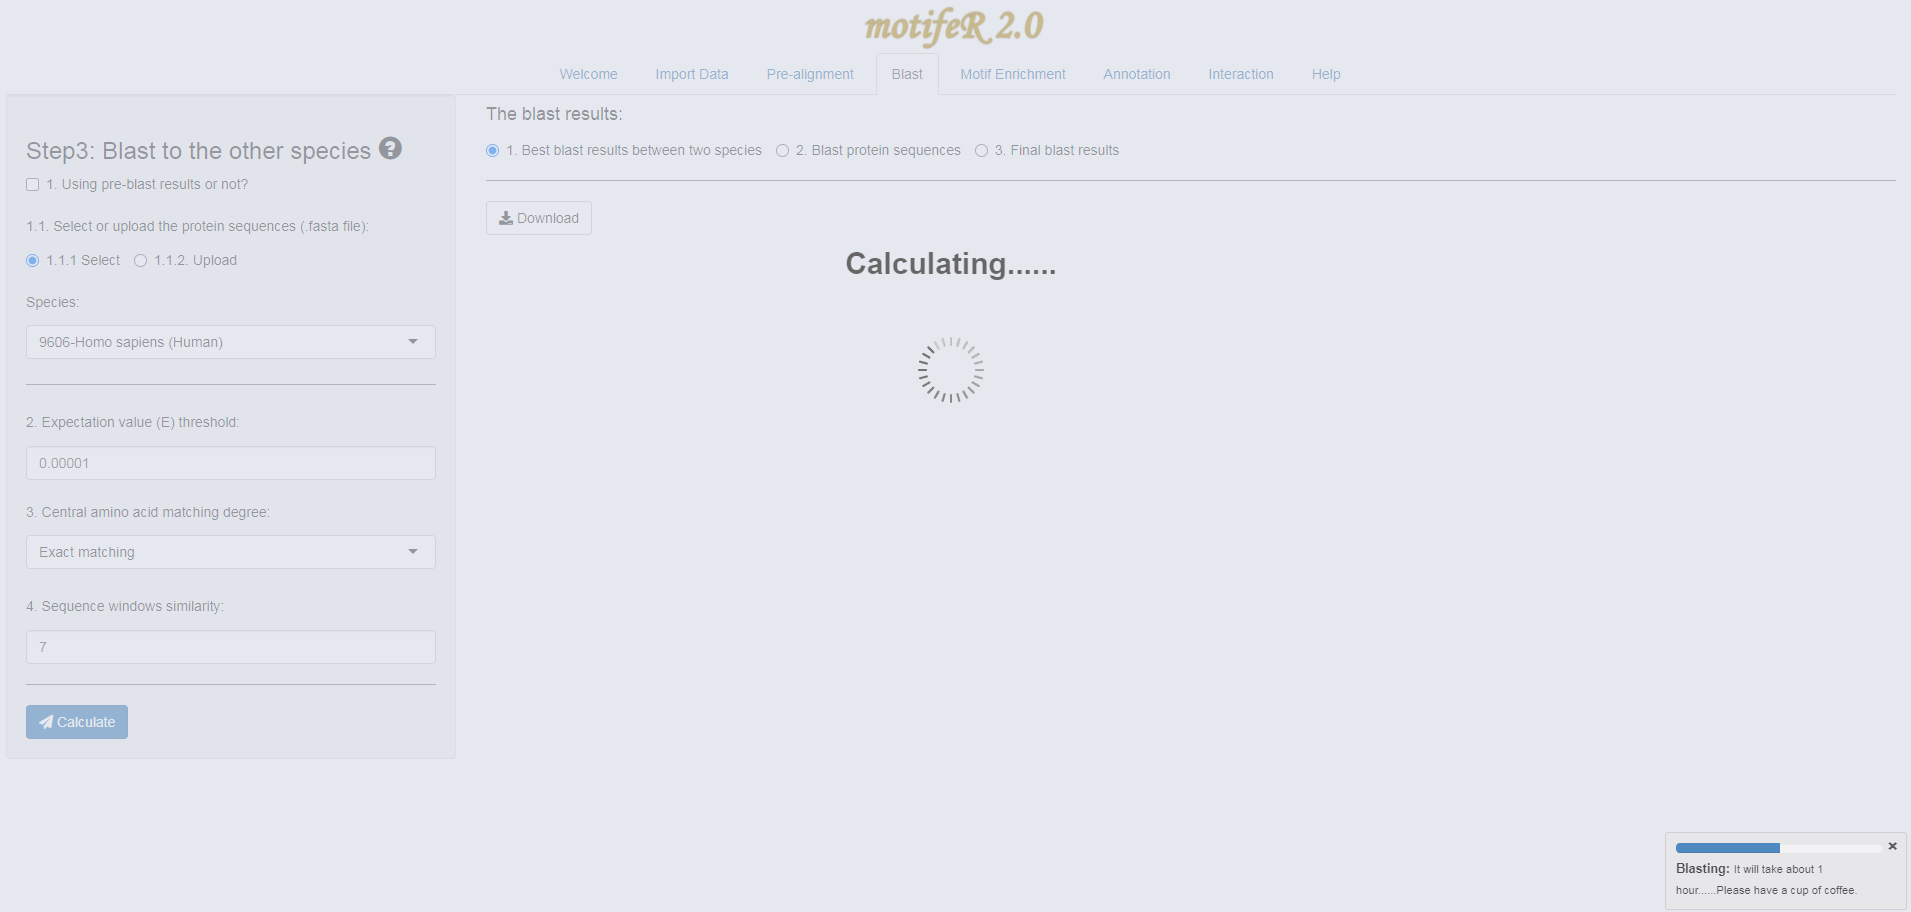 motifeR 2.0
Welcome Import Data Pre-alignment Blast Motif Enrichment Annotation Interaction Help
Step3: Blast to the other species ?
1. Using pre-blast results or not?
1.1. Select or upload the protein sequences (.fasta file):
1.1.1 Select 1.1.2. Upload
Species:
9606-Homo sapiens (Human)
2. Expectation value (E) threshold:
0.00001
3. Central amino acid matching degree:
Exact matching
4. Sequence windows similarity:
7
Calculate
The blast results:
1. Best blast results between two species 2. Blast protein sequences 3. Final blast results
Download
Calculating......
Blasting: It will take about 1
hour......Please have a cup of coffee.